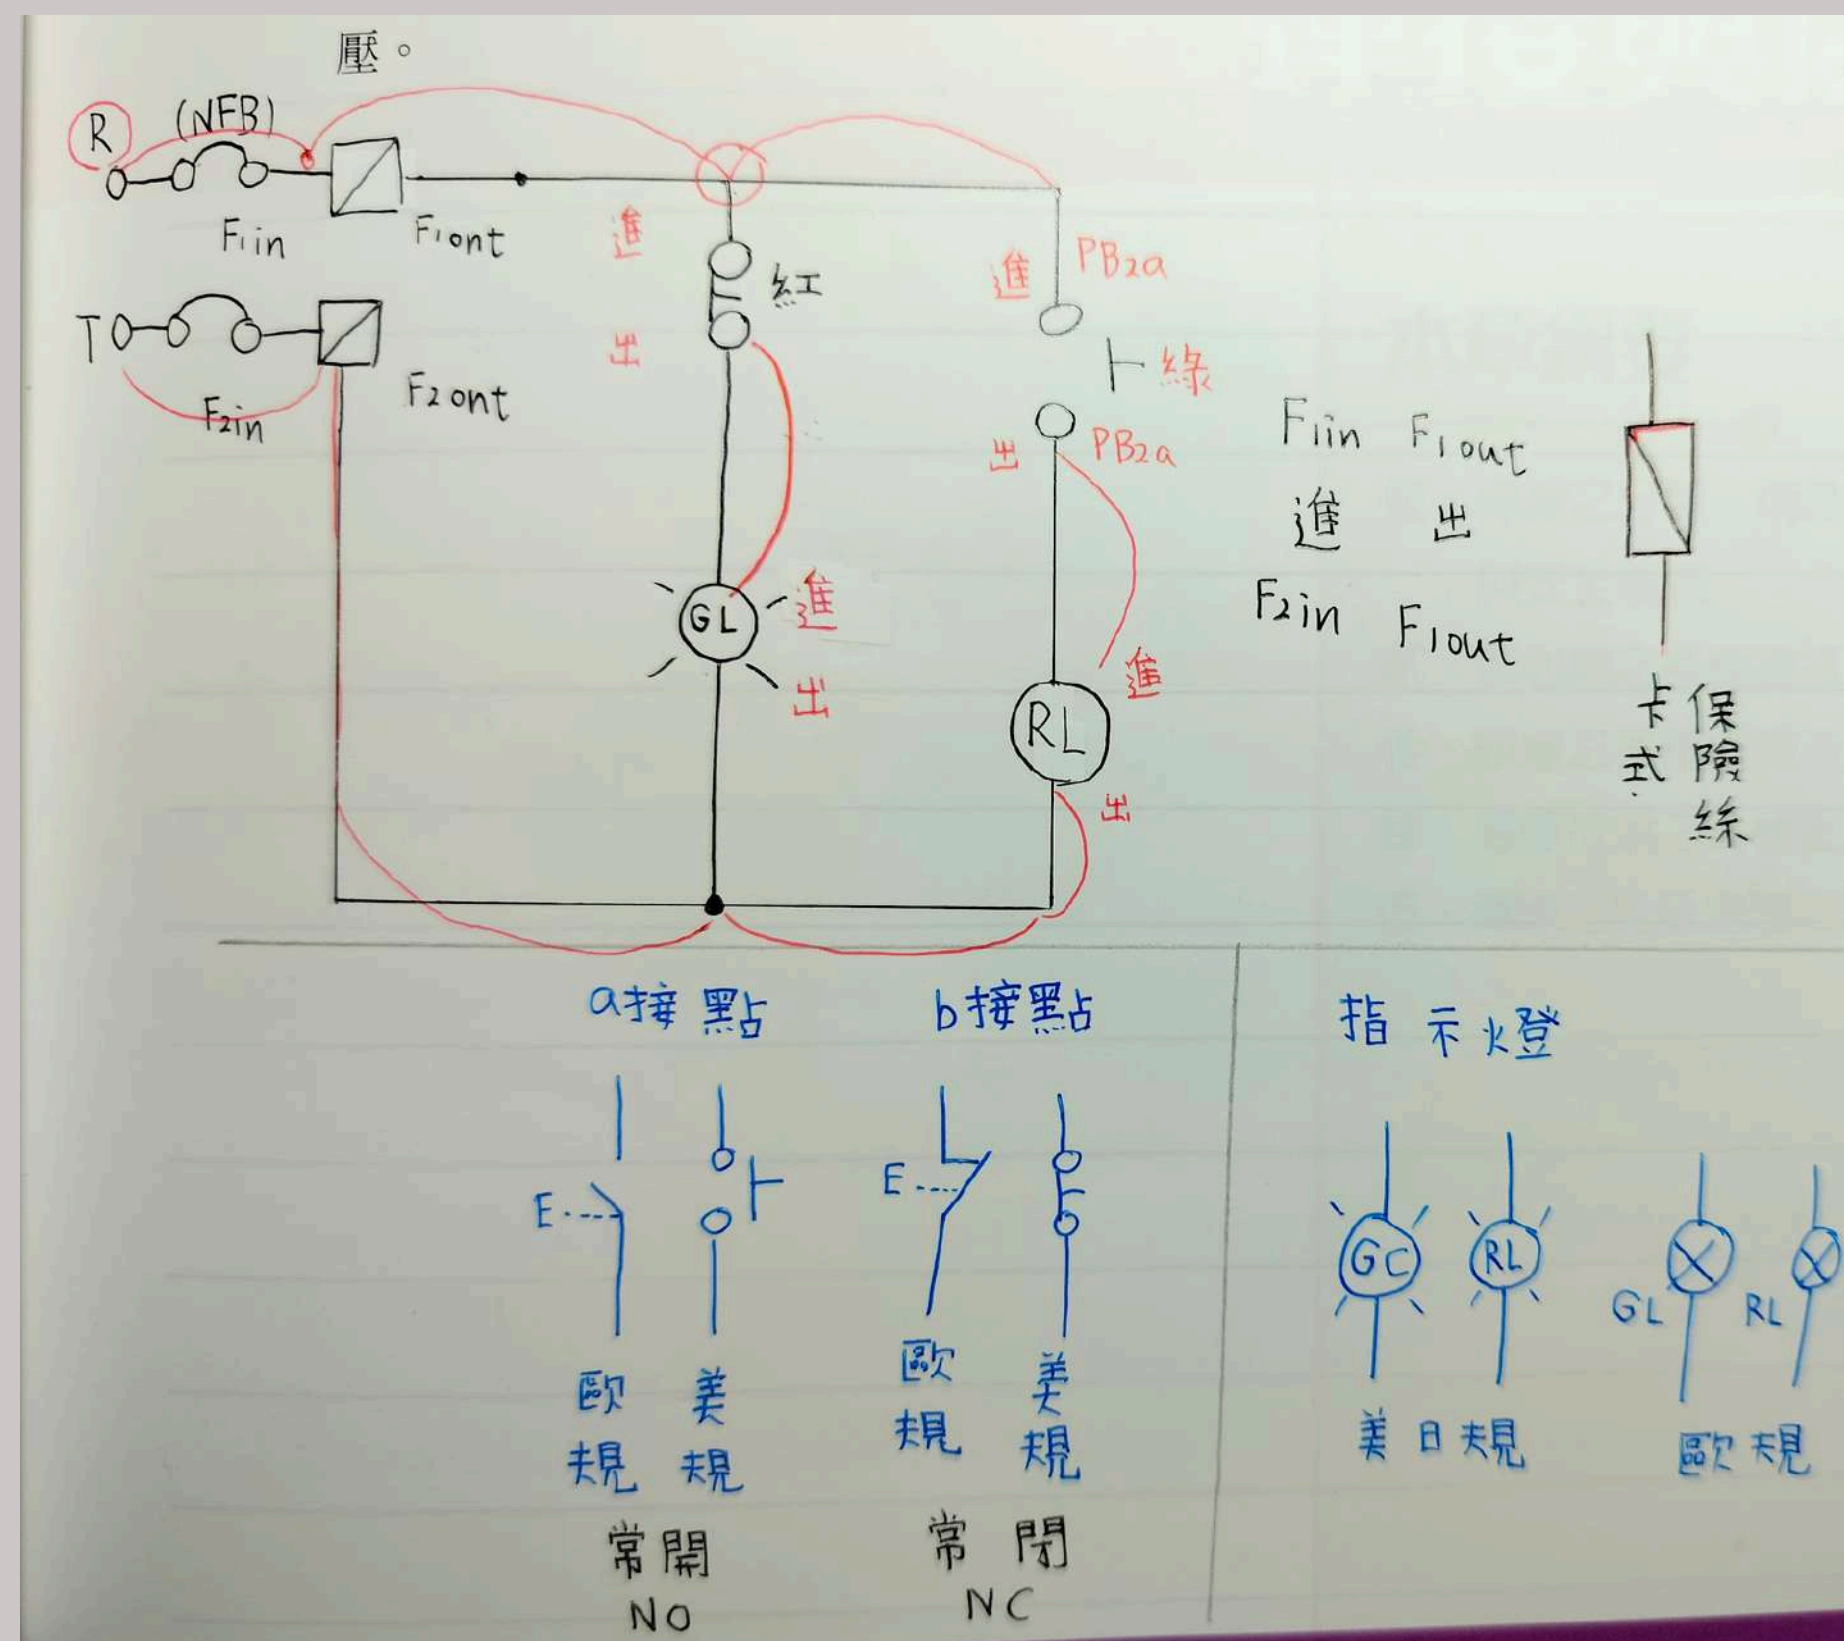 壓。
R (NFB)
F1in F1ont
T F2in F2ont
進 紅
出
進 PB2a
卜 綠
出 PB2a
GL 進
出
RL 進
出
F1in F1out
進 出
F2in F1out
卡式 保險絲
a接點 b接點 指示燈
E E
GC RL GL RL
歐規 美規 歐規 美規 美日規 歐規
常開 常閉
NO NC